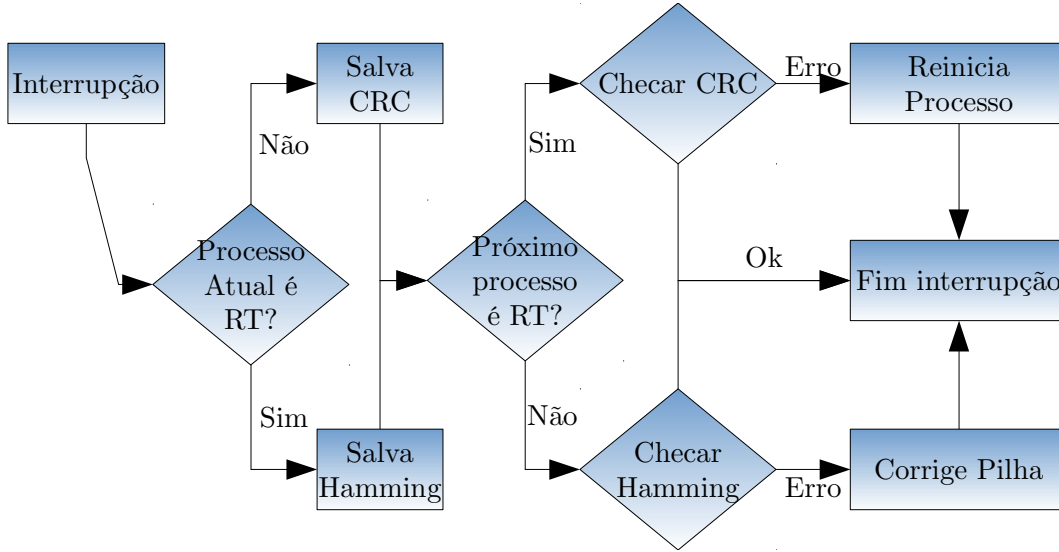 Interrupção
Processo
Atual é
RT?
Não
Sim
Salva
CRC
Salva
Hamming
Próximo
processo
é RT?
Sim
Não
Checar CRC
Erro
Reinicia
Processo
Ok
Fim interrupção
Checar
Hamming
Erro
Corrige Pilha